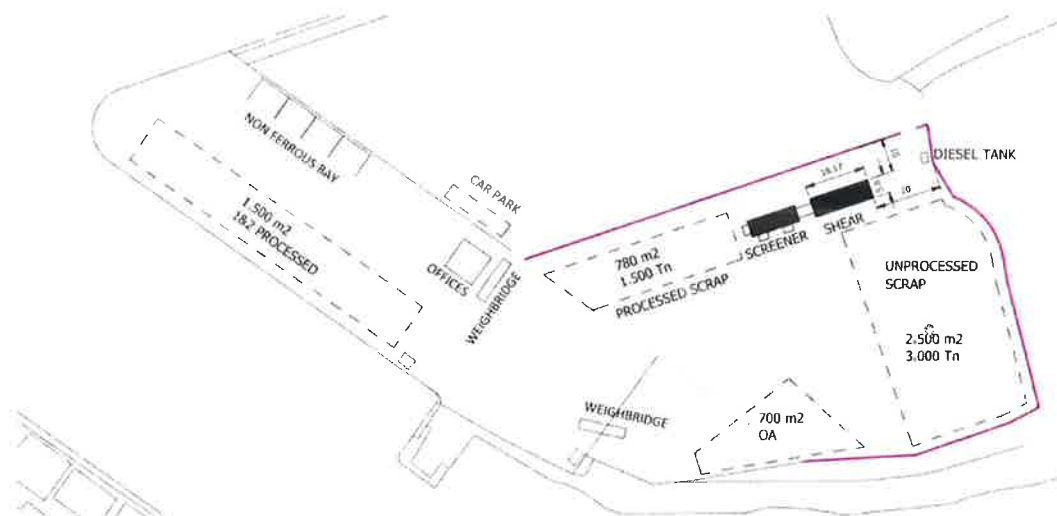 NON FERROUS BAY
1.500 m2
1&2 PROCESSED
CAR PARK
OFFICES
WEIGHBRIDGE
780 m2
1.500 Tn
PROCESSED SCRAP
SCREENER
SHEAR
20
DIESEL TANK
UNPROCESSED
SCRAP
2.500 m2
3.000 Tn
WEIGHBRIDGE
700 m2
OA